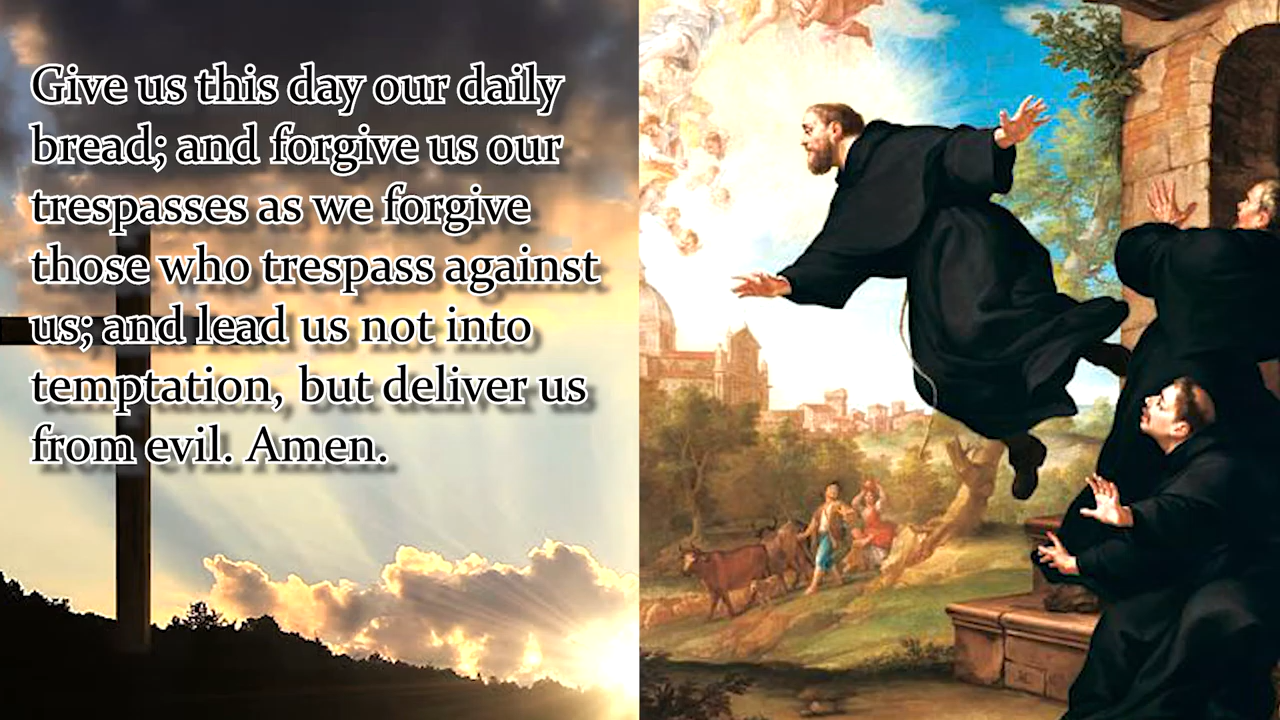 Give us this day our daily
bread; and forgive us our
trespasses as we forgive
those who trespass against
us; and lead us not into
temptation, but deliver us
from evil. Amen.